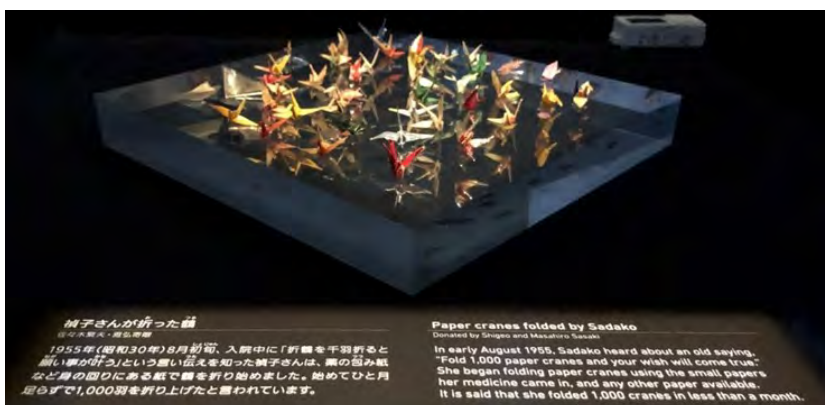 禎子さんが折った鶴
佐々木繁夫・雅弘寄贈
1955年(昭和30年)8月初旬、入院中に「折鶴を千羽折ると
願い事が叶う」という言い伝えを知った禎子さんは、薬の包み紙
など身の回りにある紙で鶴を折り始めました。始めてひと月
足らずで1,000羽を折り上げたと言われています。
Paper cranes folded by Sadako
Donated by Shigeo and Masahiro Sasaki
In early August 1955, Sadako heard about an old saying,
"Fold 1,000 paper cranes and your wish will come true."
She began folding paper cranes using the small papers
her medicine came in, and any other paper available.
It is said that she folded 1,000 cranes in less than a month.